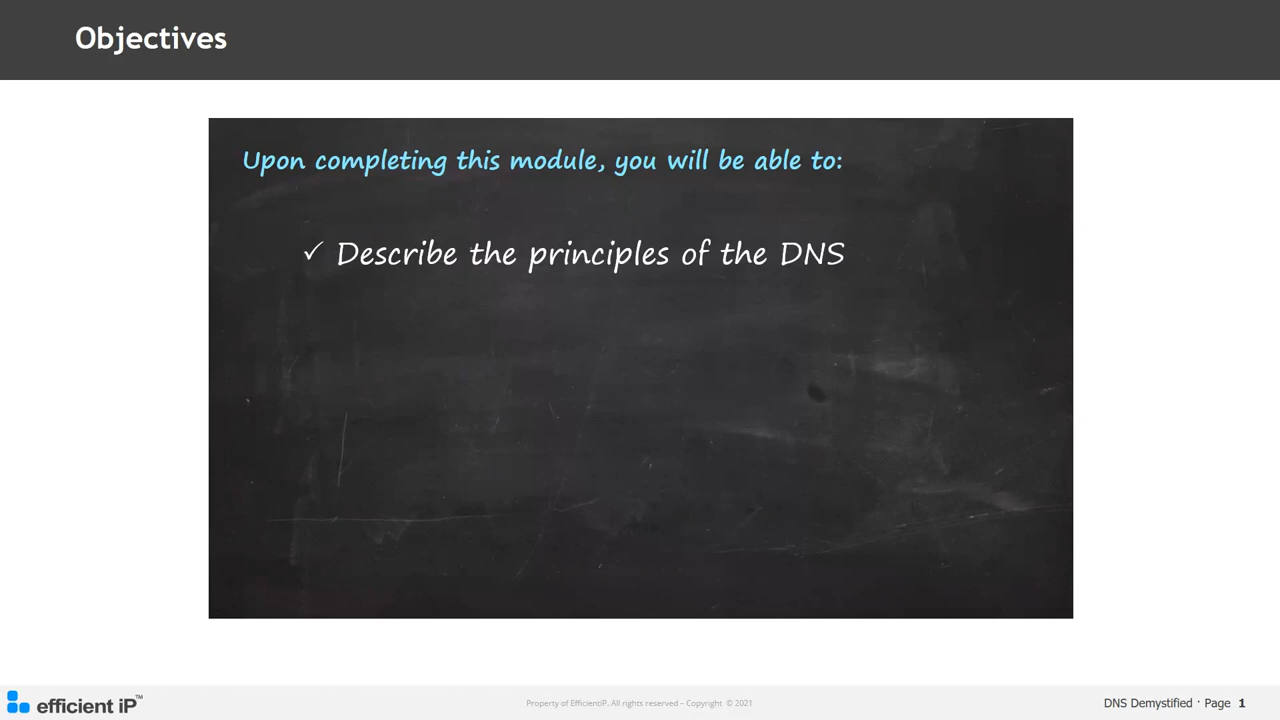 Objectives
Upon completing this module, you will be able to:
✓ Describe the principles of the DNS
efficient iP™
Property of EfficientiP. All rights reserved – Copyright © 2021
DNS Demystified · Page 1